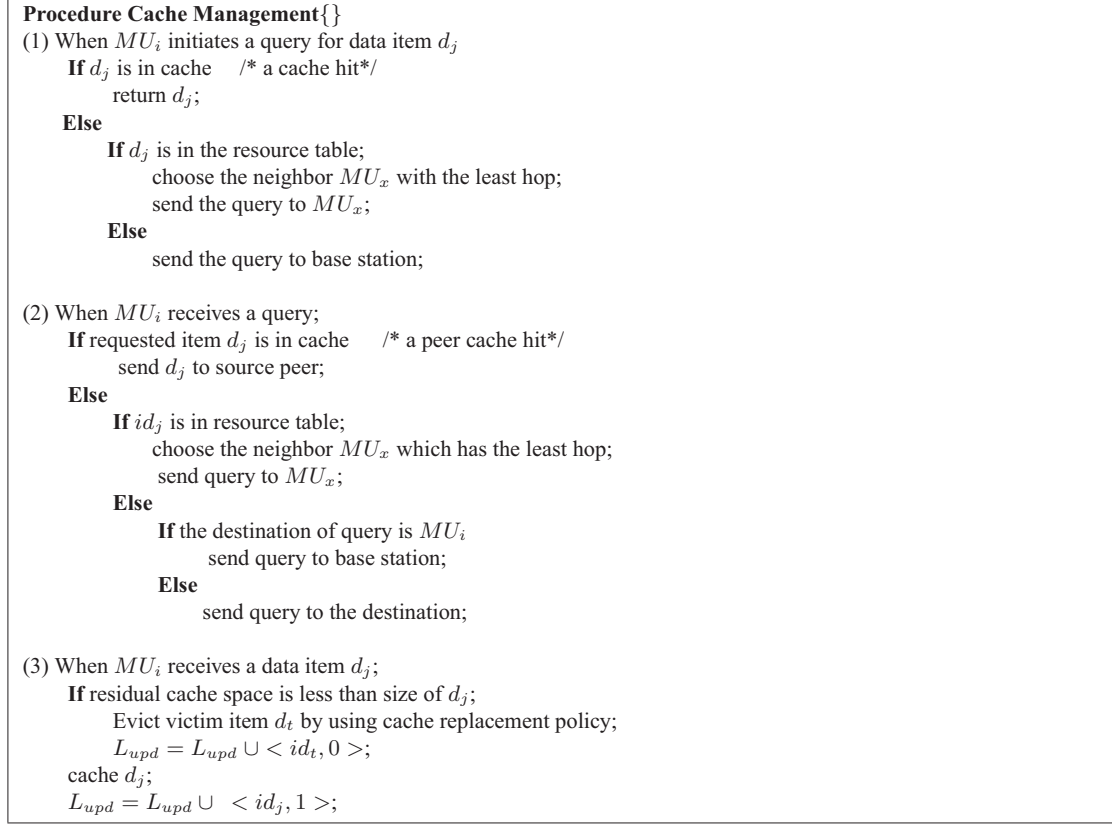 Procedure Cache Management{}
(1) When MU_i initiates a query for data item d_j
If d_j is in cache /* a cache hit*/
return d_j;
Else
If d_j is in the resource table;
choose the neighbor MU_x with the least hop;
send the query to MU_x;
Else
send the query to base station;
(2) When MU_i receives a query;
If requested item d_j is in cache /* a peer cache hit*/
send d_j to source peer;
Else
If id_j is in resource table;
choose the neighbor MU_x which has the least hop;
send query to MU_x;
Else
If the destination of query is MU_i
send query to base station;
Else
send query to the destination;
(3) When MU_i receives a data item d_j;
If residual cache space is less than size of d_j;
Evict victim item d_t by using cache replacement policy;
L_upd = L_upd ∪ < id_t, 0 >;
cache d_j;
L_upd = L_upd ∪ < id_j, 1 >;